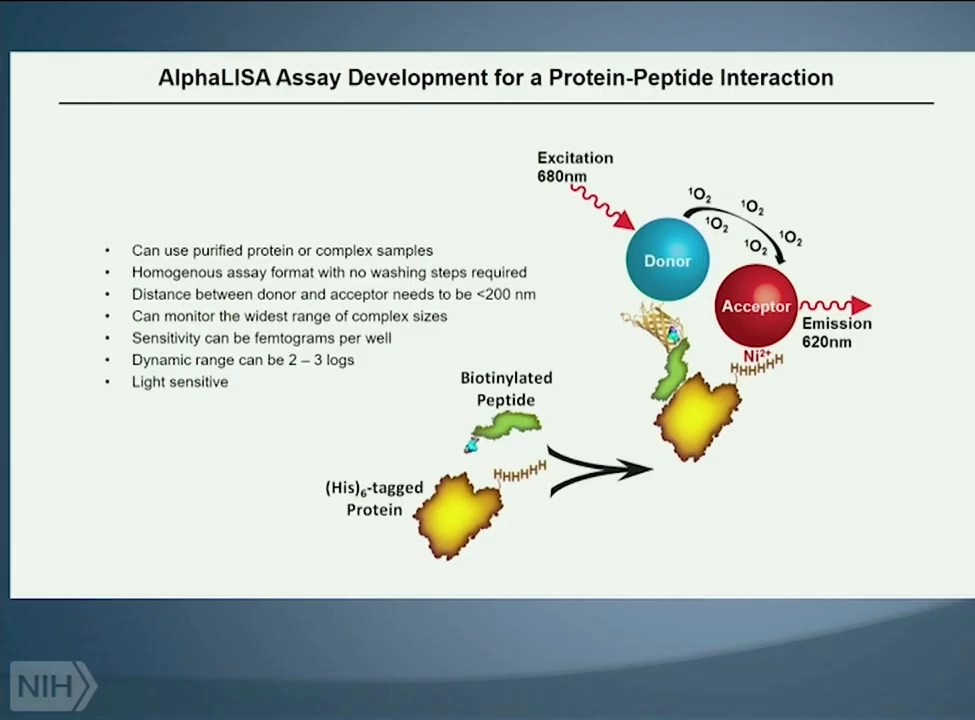 AlphaLISA Assay Development for a Protein-Peptide Interaction
Excitation
680nm
¹O₂
¹O₂
¹O₂
¹O₂
¹O₂
Donor
Acceptor
Emission
620nm
Ni²⁺
HHHHHH
• Can use purified protein or complex samples
• Homogenous assay format with no washing steps required
• Distance between donor and acceptor needs to be <200 nm
• Can monitor the widest range of complex sizes
• Sensitivity can be femtograms per well
• Dynamic range can be 2 – 3 logs
• Light sensitive
Biotinylated
Peptide
HHHHHH
(His)₆-tagged
Protein
NIH